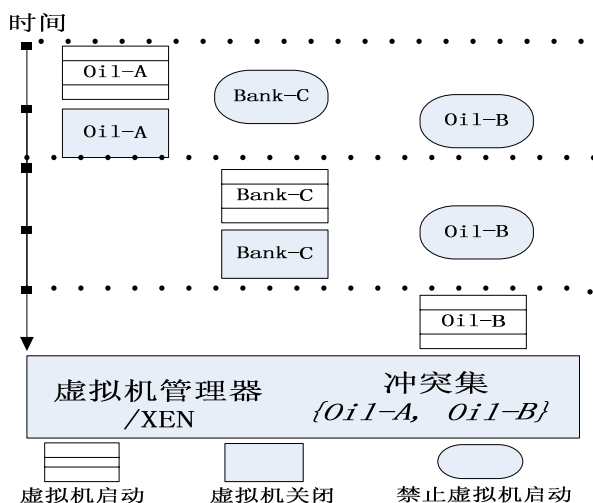 时间
Oil-A
Bank-C
Oil-A
Oil-B
Bank-C
Oil-B
Bank-C
Oil-B
虚拟机管理器 冲突集
/XEN {Oil-A, Oil-B}
虚拟机启动 虚拟机关闭 禁止虚拟机启动